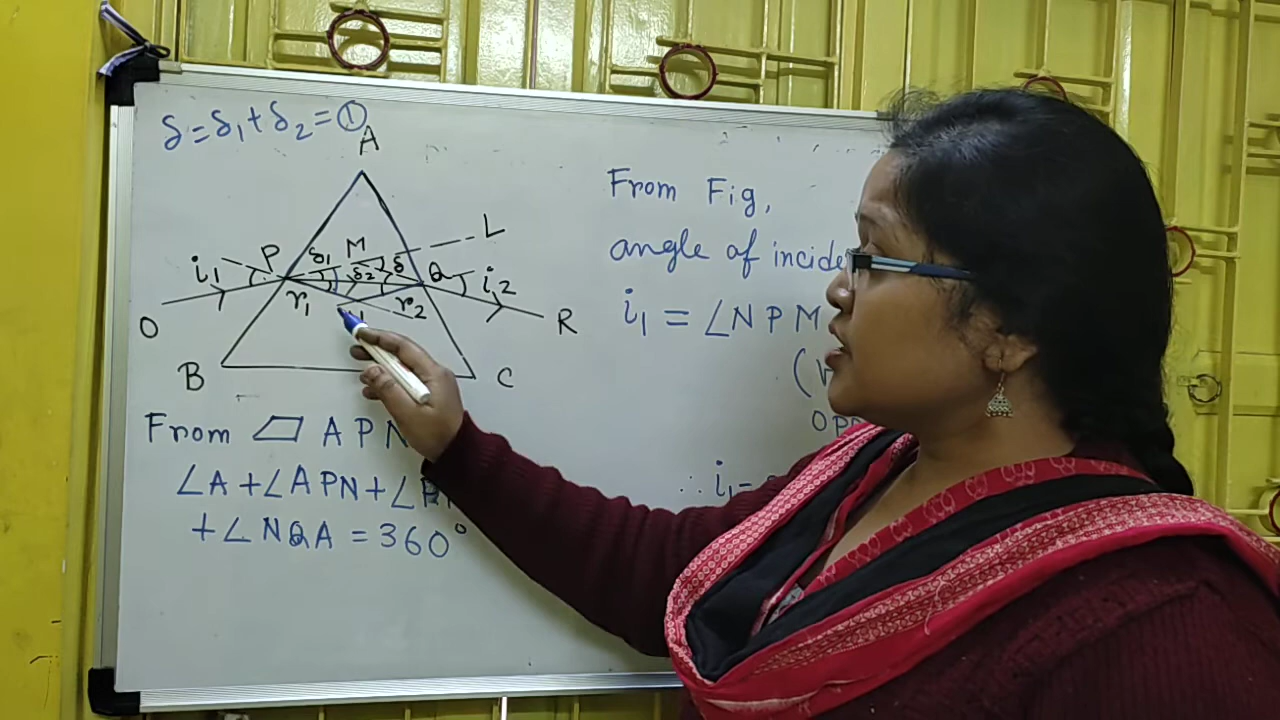 δ = δ₁ + δ₂ = ①
A
L
P δ₁ M δ
i₁ δ₂ Q i₂
r₁ r₂
O R
B C
From ▱ APN
∠A + ∠APN + ∠
+ ∠NQA = 360°
From Fig,
angle of
i₁ = ∠NPM
∴ i₁ =